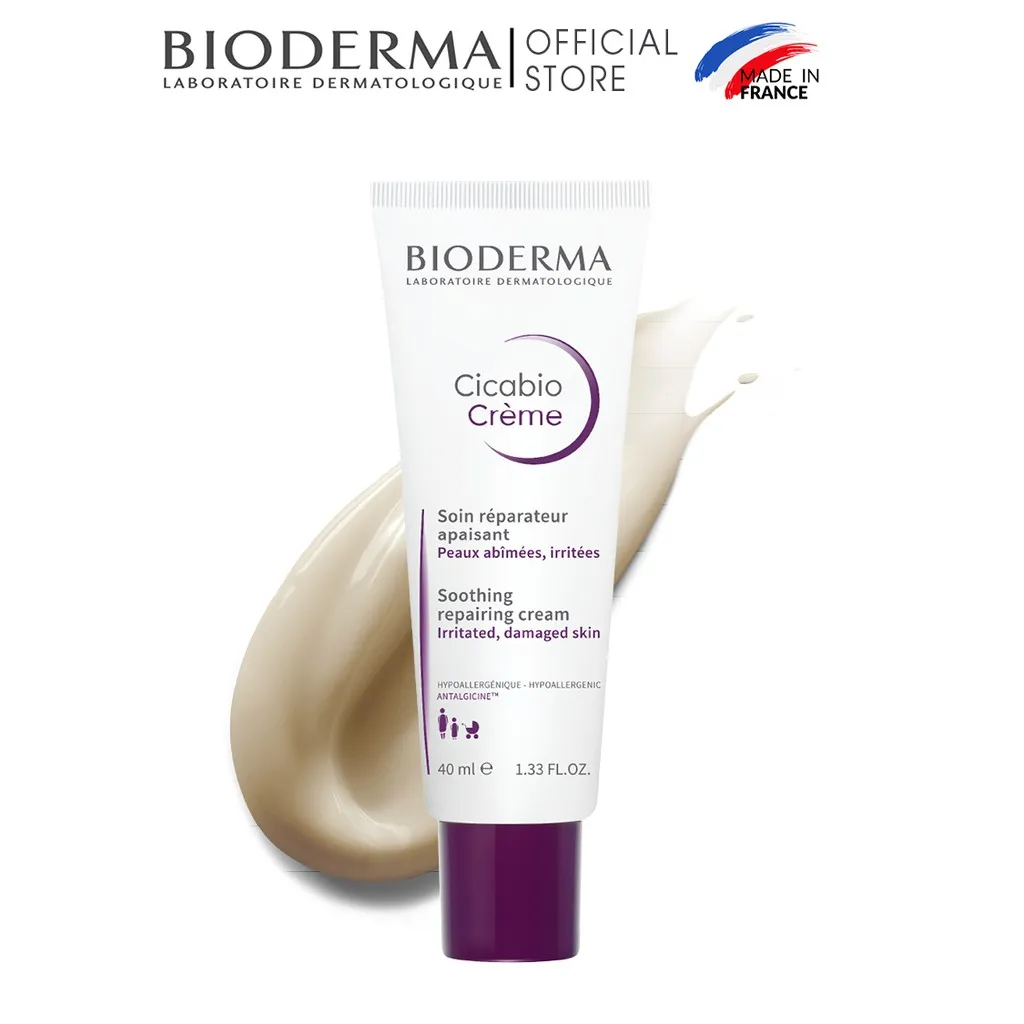 BIODERMA
LABORATOIRE DERMATOLOGIQUE
OFFICIAL
STORE
MADE IN
FRANCE
BIODERMA
LABORATOIRE DERMATOLOGIQUE
Cicabio
Crème
Soin réparateur
apaisant
Peaux abîmées, irritées
Soothing
repairing cream
Irritated, damaged skin
HYPOALLERGÉNIQUE - HYPOALLERGENIC
ANTALGICINE™
40 ml ℮ 1.33 FL.OZ.